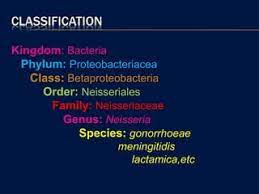 CLASSIFICATION
Kingdom: Bacteria
Phylum: Proteobacteriacea
Class: Betaproteobacteria
Order: Neisseriales
Family: Neisseriaceae
Genus: Neisseria
Species: gonorrhoeae
meningitidis
lactamica,etc